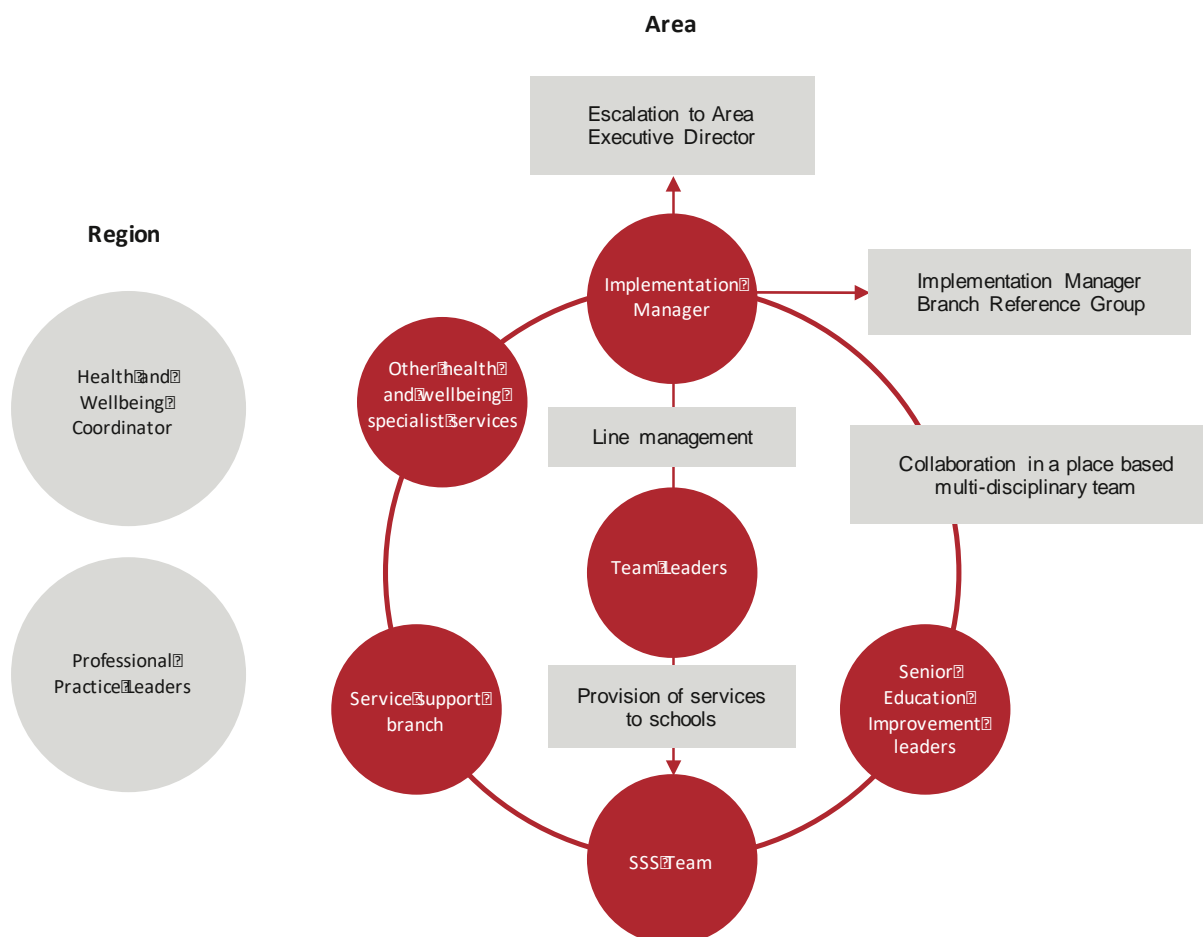 Area
Escalation to Area
Executive Director
Region
Implementation
Manager
Implementation Manager
Branch Reference Group
Health and
Wellbeing
Coordinator
Other health
and wellbeing
specialist services
Line management
Collaboration in a place based
multi-disciplinary team
Team Leaders
Professional
Practice Leaders
Service support
branch
Provision of services
to schools
Senior
Education
Improvement
leaders
SSS Team